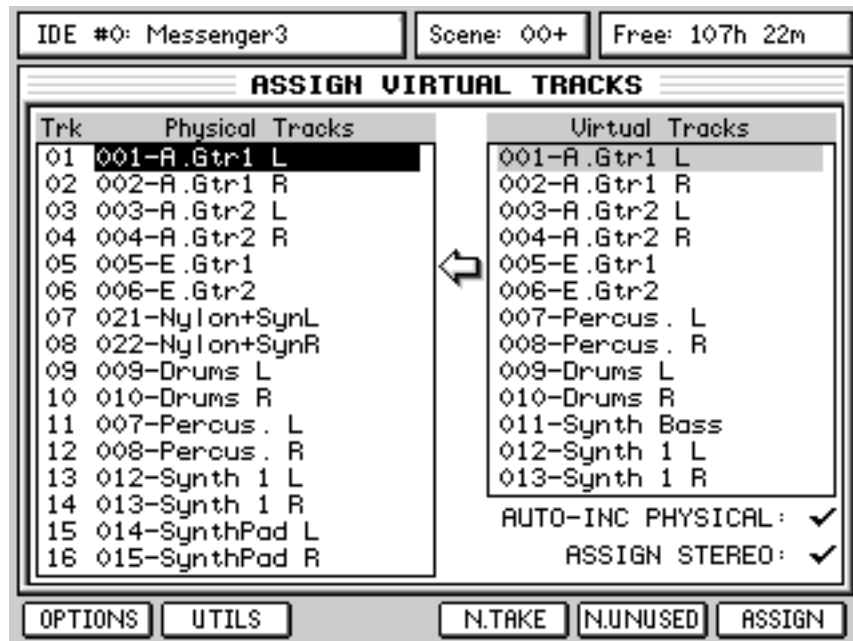 IDE #0: Messenger3
Scene: 00+
Free: 107h 22m
ASSIGN VIRTUAL TRACKS
Trk Physical Tracks
01 001-A.Gtr1 L
02 002-A.Gtr1 R
03 003-A.Gtr2 L
04 004-A.Gtr2 R
05 005-E.Gtr1
06 006-E.Gtr2
07 021-Nylon+SynL
08 022-Nylon+SynR
09 009-Drums L
10 010-Drums R
11 007-Percus. L
12 008-Percus. R
13 012-Synth 1 L
14 013-Synth 1 R
15 014-SynthPad L
16 015-SynthPad R
Virtual Tracks
001-A.Gtr1 L
002-A.Gtr1 R
003-A.Gtr2 L
004-A.Gtr2 R
005-E.Gtr1
006-E.Gtr2
007-Percus. L
008-Percus. R
009-Drums L
010-Drums R
011-Synth Bass
012-Synth 1 L
013-Synth 1 R
AUTO-INC PHYSICAL: ✓
ASSIGN STEREO: ✓
OPTIONS
UTILS
N.TAKE
N.UNUSED
ASSIGN